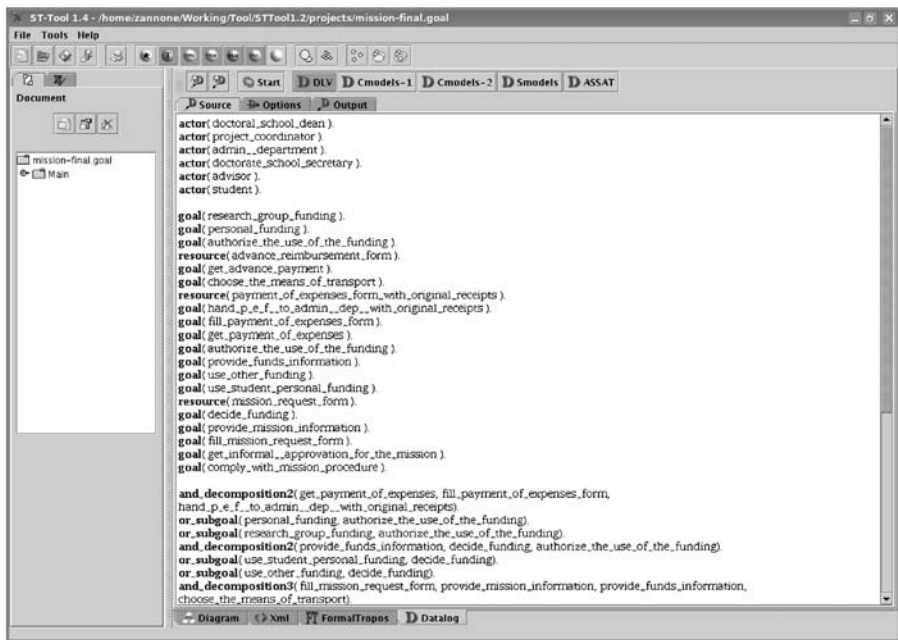 ST-Tool 1.4 - /home/zannone/Working/Tool/STTool1.2/projects/mission-final.goal
File Tools Help
Document
mission-final.goal
Main
Start DLV Cmodels-1 Cmodels-2 Smodels ASSAT
Source Options Output
actor( doctoral_school_dean ).
actor( project_coordinator ).
actor( admin__department ).
actor( doctorate_school_secretary ).
actor( advisor ).
actor( student ).
goal( research_group_funding ).
goal( personal_funding ).
goal( authorize_the_use_of_the_funding ).
resource( advance_reimbursement_form ).
goal( get_advance_payment ).
goal( choose_the_means_of_transport ).
resource( payment_of_expenses_form_with_original_receipts ).
goal( hand_p_e_f__to_admin__dep__with_original_receipts ).
goal( fill_payment_of_expenses_form ).
goal( get_payment_of_expenses ).
goal( authorize_the_use_of_the_funding ).
goal( provide_funds_information ).
goal( use_other_funding ).
goal( use_student_personal_funding ).
resource( mission_request_form ).
goal( decide_funding ).
goal( provide_mission_information ).
goal( fill_mission_request_form ).
goal( get_informal__approvation_for_the_mission ).
goal( comply_with_mission_procedure ).
and_decomposition2( get_payment_of_expenses, fill_payment_of_expenses_form,
hand_p_e_f__to_admin__dep__with_original_receipts).
or_subgoal( personal_funding, authorize_the_use_of_the_funding).
or_subgoal( research_group_funding, authorize_the_use_of_the_funding).
and_decomposition2( provide_funds_information, decide_funding, authorize_the_use_of_the_funding).
or_subgoal( use_student_personal_funding, decide_funding).
or_subgoal( use_other_funding, decide_funding).
and_decomposition3( fill_mission_request_form, provide_mission_information, provide_funds_information,
choose_the_means_of_transport).
Diagram Xml FormalTropos Datalog